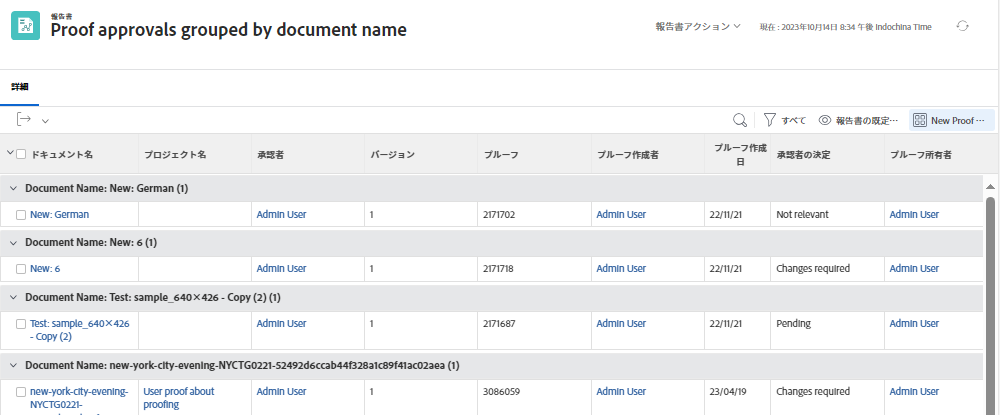 報告書
Proof approvals grouped by document name
報告書アクション
現在 : 2023年10月14日 8:34 午後 Indochina Time
詳細
すべて
報告書の既定…
New Proof …
ドキュメント名 プロジェクト名 承認者 バージョン プルーフ プルーフ作成者 プルーフ作成日 承認者の決定 プルーフ所有者
Document Name: New: German (1)
New: German Admin User 1 2171702 Admin User 22/11/21 Not relevant Admin User
Document Name: New: 6 (1)
New: 6 Admin User 1 2171718 Admin User 22/11/21 Changes required Admin User
Document Name: Test: sample_640×426 - Copy (2) (1)
Test: sample_640×426 Admin User 1 2171687 Admin User 22/11/21 Pending Admin User
- Copy (2)
Document Name: new-york-city-evening-NYCTG0221-52492d6ccab44f328a1c89f41ac02aea (1)
new-york-city-evening- User proof about Admin User 1 3086059 Admin User 23/04/19 Changes required Admin User
NYCTG0221- proofing